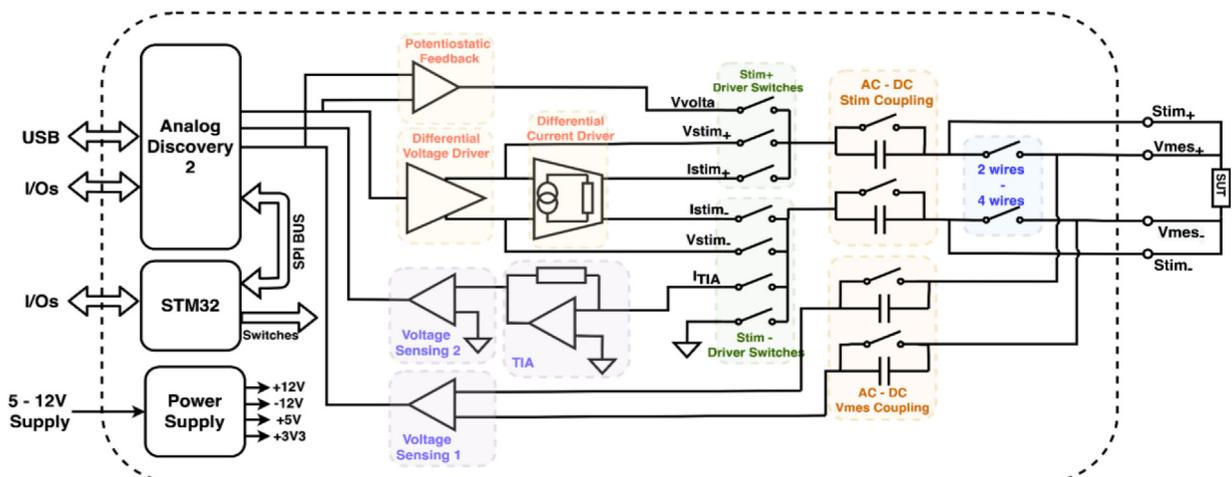 Potentiostatic
Feedback
USB
I/Os
Analog
Discovery
2
SPI BUS
I/Os
STM32
Switches
5 - 12V
Supply
Power
Supply
+12V
-12V
+5V
+3V3
Differential
Voltage Driver
Differential
Current Driver
Voltage
Sensing 2
TIA
Voltage
Sensing 1
Stim+
Driver Switches
Vvolta
Vstim+
Istim+
Istim-
Vstim-
ITIA
Stim -
Driver Switches
AC - DC
Stim Coupling
2 wires
-
4 wires
AC - DC
Vmes Coupling
Stim+
Vmes+
SUT
Vmes-
Stim-